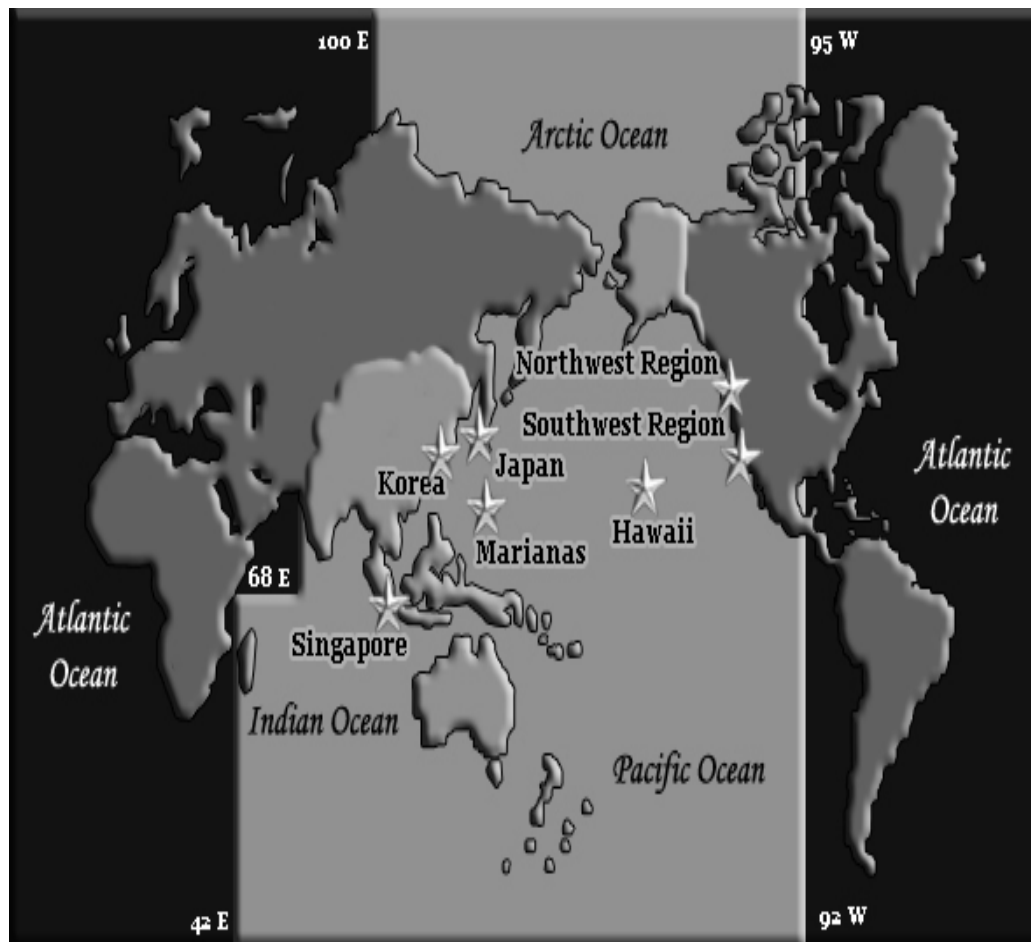 100 E
95 W
Arctic Ocean
Northwest Region
Southwest Region
Japan
Korea
Hawaii
Marianas
Atlantic
Ocean
68 E
Atlantic
Ocean
Singapore
Indian Ocean
Pacific Ocean
42 E
92 W